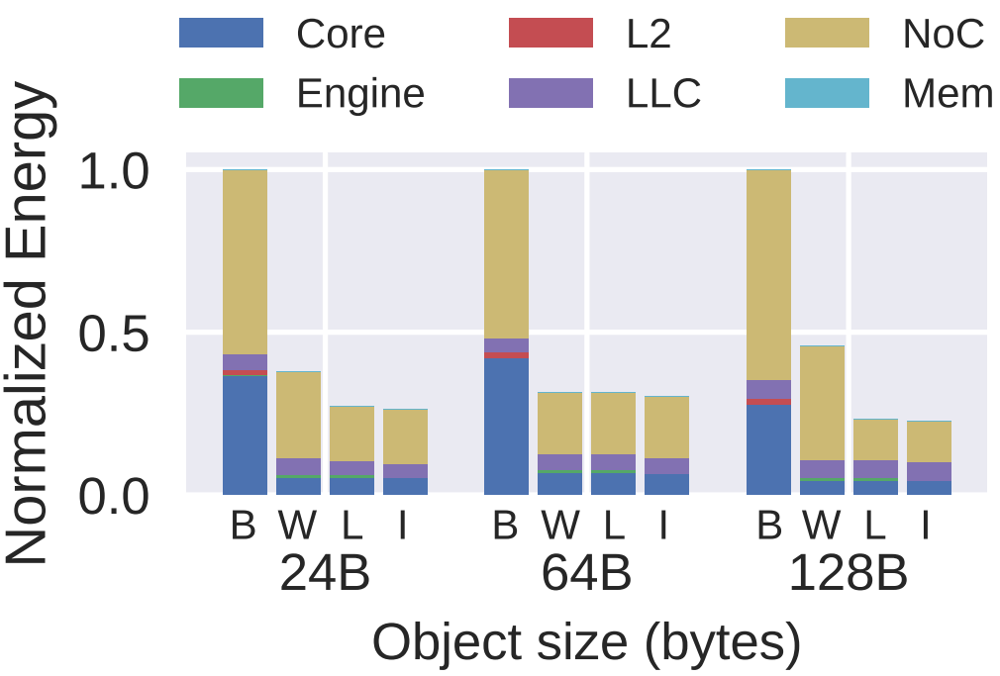 Core L2 NoC
Engine LLC Mem
Normalized Energy
1.0
0.5
0.0
B W L I B W L I B W L I
24B 64B 128B
Object size (bytes)